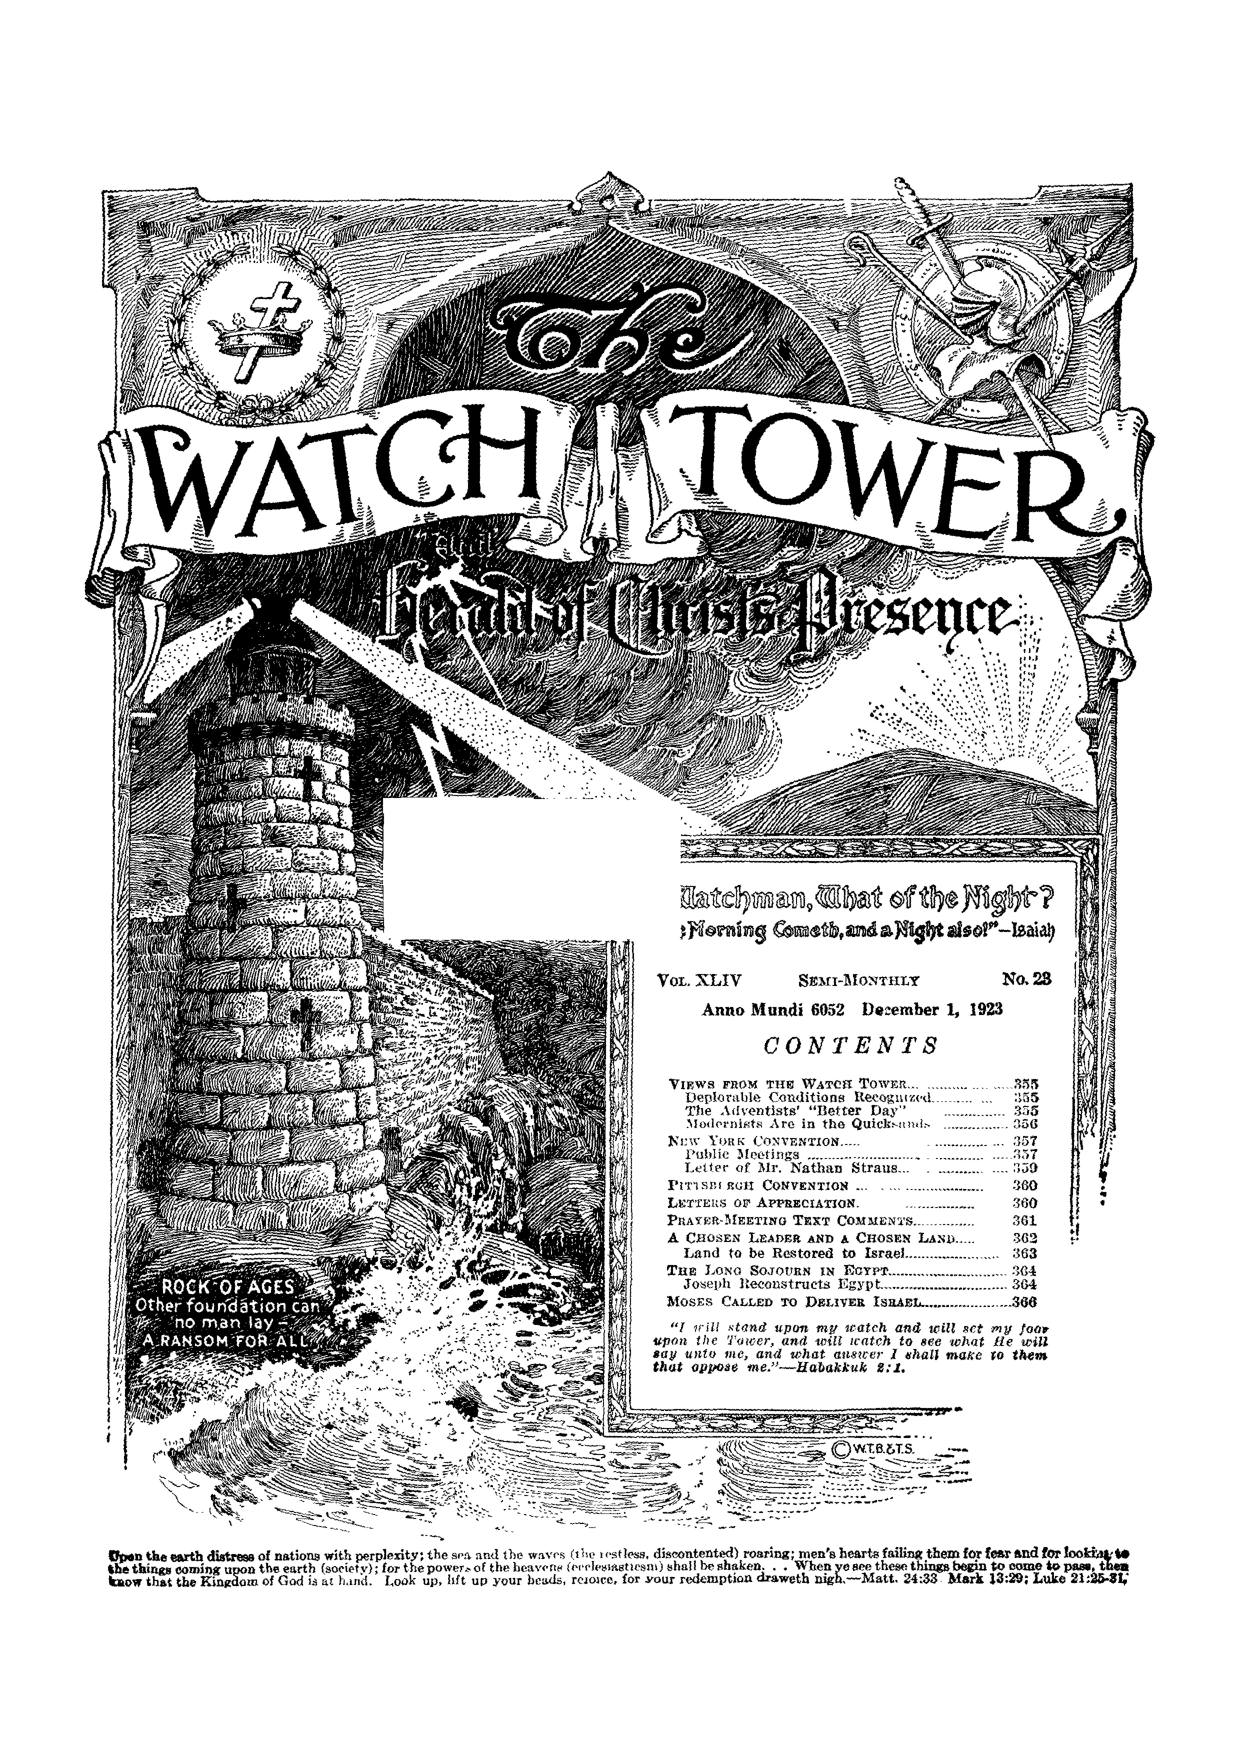 The
WATCH TOWER
And
Herald of Christ's Presence
Watchman, What of the Night?
Morning Cometh, and a Night also!"—Isaiah
VOL. XLIV SEMI-MONTHLY No. 23
Anno Mundi 6052 December 1, 1923
CONTENTS
VIEWS FROM THE WATCH TOWER... 355
Deplorable Conditions Recognized... 355
The Adventists' "Better Day" ... 355
Modernists Are in the Quicksands ... 356
NEW YORK CONVENTION... 357
Public Meetings ... 357
Letter of Mr. Nathan Straus... 359
PITTSBURGH CONVENTION ... 360
LETTERS OF APPRECIATION. ... 360
PRAYER-MEETING TEXT COMMENTS... 361
A CHOSEN LEADER AND A CHOSEN LAND... 362
Land to be Restored to Israel... 363
THE LONG SOJOURN IN EGYPT... 364
Joseph Reconstructs Egypt... 364
MOSES CALLED TO DELIVER ISRAEL... 366
"I will stand upon my watch and will set my foot
upon the Tower, and will watch to see what He will
say unto me, and what answer I shall make to them
that oppose me."—Habakkuk 2:1.
ROCK OF AGES
Other foundation can
no man lay –
A RANSOM FOR ALL
©W.T.B.&T.S.
Upon the earth distress of nations with perplexity; the sea and the waves (the restless, discontented) roaring; men's hearts failing them for fear and for looking to
the things coming upon the earth (society); for the powers of the heavens (ecclesiasticsm) shall be shaken. . . When ye see these things begin to come to pass, then
know that the Kingdom of God is at hand. Look up, lift up your heads, rejoice, for your redemption draweth nigh.—Matt. 24:33 Mark 13:29; Luke 21:25-31,